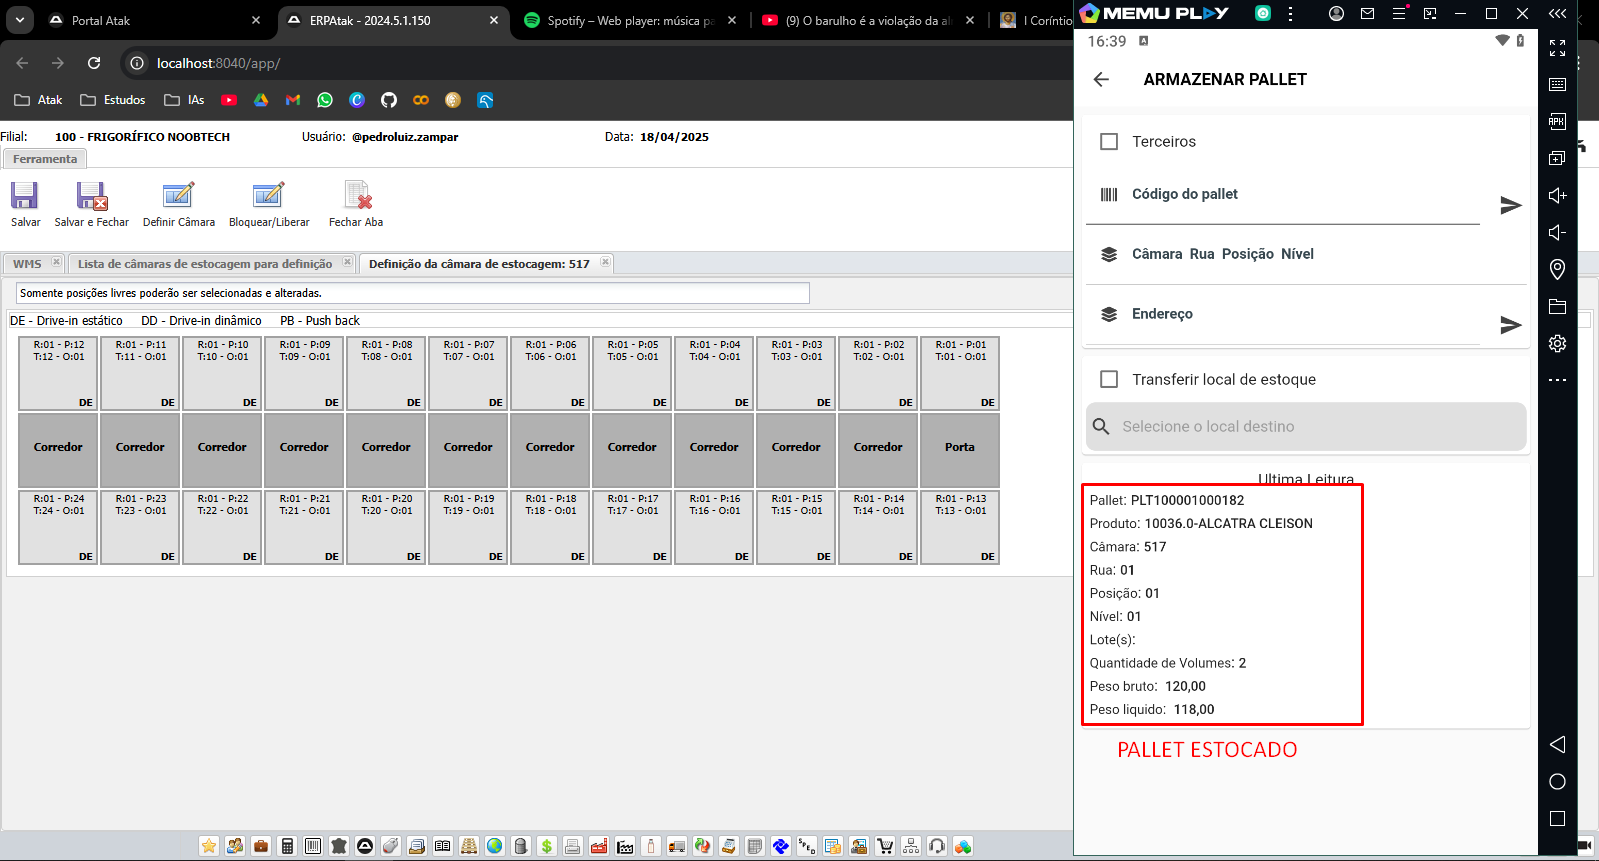 Portal Atak
ERPAtak - 2024.5.1.150
Spotify – Web player: música pa
(9) O barulho é a violação da al
I Coríntio
localhost:8040/app/
Atak
Estudos
IAs
Filial: 100 - FRIGORÍFICO NOOBTECH
Usuário: @pedroluiz.zampar
Data: 18/04/2025
Ferramenta
Salvar
Salvar e Fechar
Definir Câmara
Bloquear/Liberar
Fechar Aba
WMS
Lista de câmaras de estocagem para definição
Definição da câmara de estocagem: 517
Somente posições livres poderão ser selecionadas e alteradas.
DE - Drive-in estático DD - Drive-in dinâmico PB - Push back
R:01 - P:12 R:01 - P:11 R:01 - P:10 R:01 - P:09 R:01 - P:08 R:01 - P:07 R:01 - P:06 R:01 - P:05 R:01 - P:04 R:01 - P:03 R:01 - P:02 R:01 - P:01
T:12 - O:01 T:11 - O:01 T:10 - O:01 T:09 - O:01 T:08 - O:01 T:07 - O:01 T:06 - O:01 T:05 - O:01 T:04 - O:01 T:03 - O:01 T:02 - O:01 T:01 - O:01
DE DE DE DE DE DE DE DE DE DE DE DE
Corredor Corredor Corredor Corredor Corredor Corredor Corredor Corredor Corredor Corredor Corredor Porta
R:01 - P:24 R:01 - P:23 R:01 - P:22 R:01 - P:21 R:01 - P:20 R:01 - P:19 R:01 - P:18 R:01 - P:17 R:01 - P:16 R:01 - P:15 R:01 - P:14 R:01 - P:13
T:24 - O:01 T:23 - O:01 T:22 - O:01 T:21 - O:01 T:20 - O:01 T:19 - O:01 T:18 - O:01 T:17 - O:01 T:16 - O:01 T:15 - O:01 T:14 - O:01 T:13 - O:01
DE DE DE DE DE DE DE DE DE DE DE DE
MEMU PLAY
16:39
ARMAZENAR PALLET
Terceiros
Código do pallet
Câmara Rua Posição Nível
Endereço
Transferir local de estoque
Selecione o local destino
Ultima Leitura
Pallet: PLT100001000182
Produto: 10036.0-ALCATRA CLEISON
Câmara: 517
Rua: 01
Posição: 01
Nível: 01
Lote(s):
Quantidade de Volumes: 2
Peso bruto: 120,00
Peso liquido: 118,00
PALLET ESTOCADO
APK
SPED